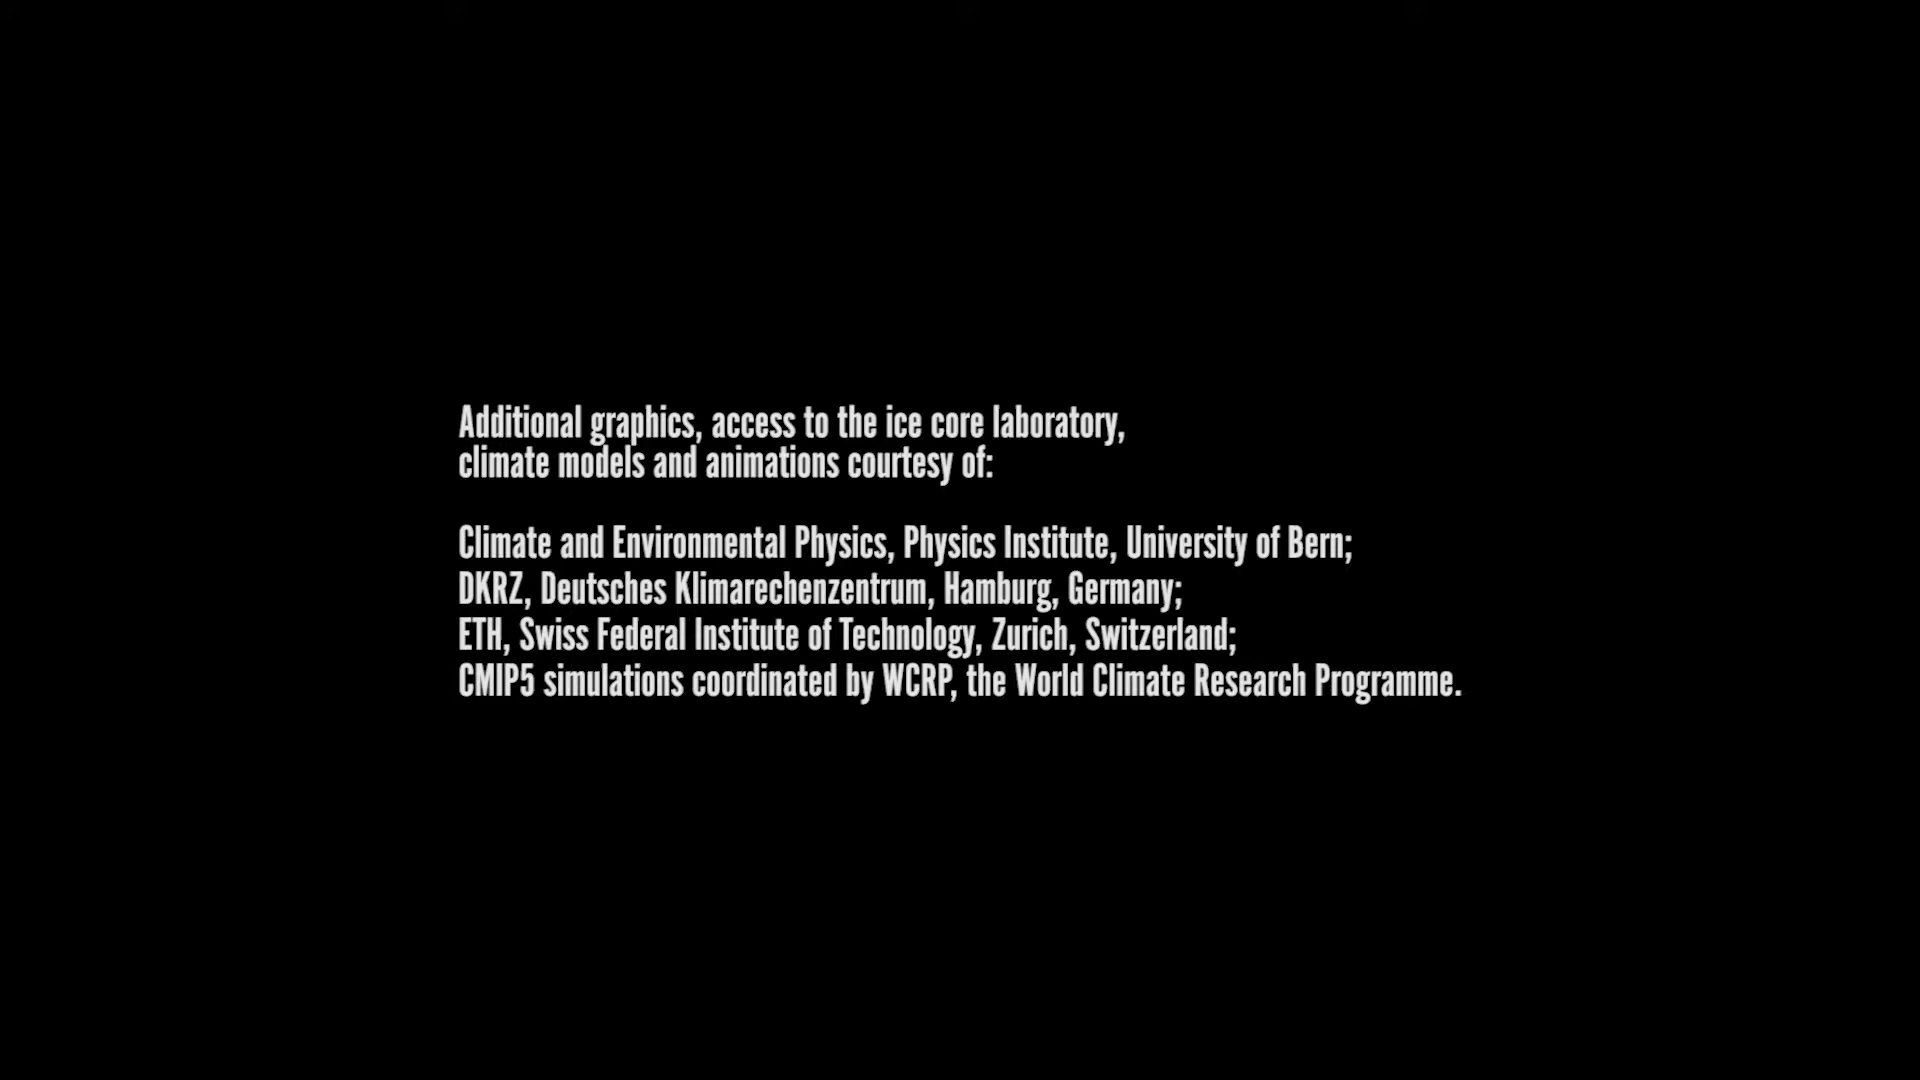 Additional graphics, access to the ice core laboratory,
climate models and animations courtesy of:
Climate and Environmental Physics, Physics Institute, University of Bern;
DKRZ, Deutsches Klimarechenzentrum, Hamburg, Germany;
ETH, Swiss Federal Institute of Technology, Zurich, Switzerland;
CMIP5 simulations coordinated by WCRP, the World Climate Research Programme.